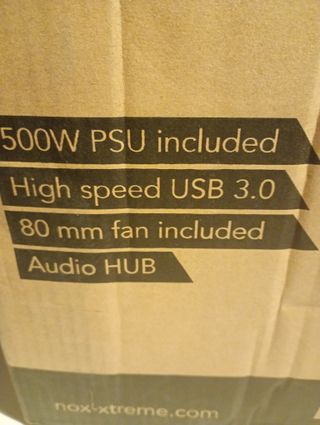 500W PSU included
High speed USB 3.0
80 mm fan included
Audio HUB
nox-xtreme.com